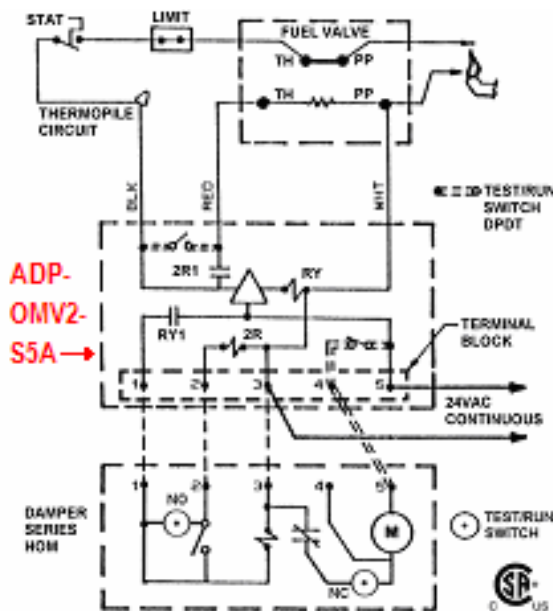 STAT
LIMIT
FUEL VALVE
TH
PP
TH
PP
THERMOPILE
CIRCUIT
BLK
RED
WHT
TEST/RUN
SWITCH
DPDT
2R1
RY
ADP-
OMV2-
S5A
RY1
2R
TERMINAL
BLOCK
1
2
3
4
5
24VAC
CONTINUOUS
1
2
3
4
5
NO
DAMPER
SERIES
HOM
M
TEST/RUN
SWITCH
NC
SA
C
US